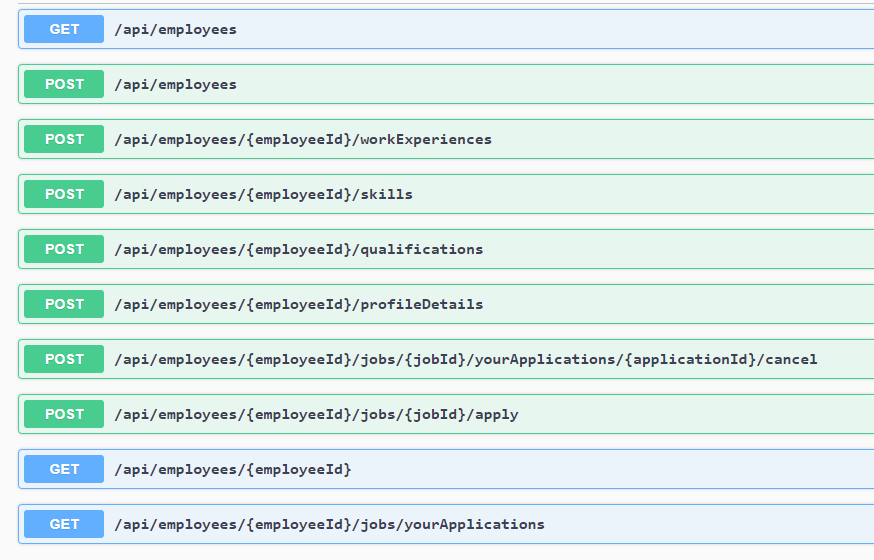 GET /api/employees
POST /api/employees
POST /api/employees/{employeeId}/workExperiences
POST /api/employees/{employeeId}/skills
POST /api/employees/{employeeId}/qualifications
POST /api/employees/{employeeId}/profileDetails
POST /api/employees/{employeeId}/jobs/{jobId}/yourApplications/{applicationId}/cancel
POST /api/employees/{employeeId}/jobs/{jobId}/apply
GET /api/employees/{employeeId}
GET /api/employees/{employeeId}/jobs/yourApplications